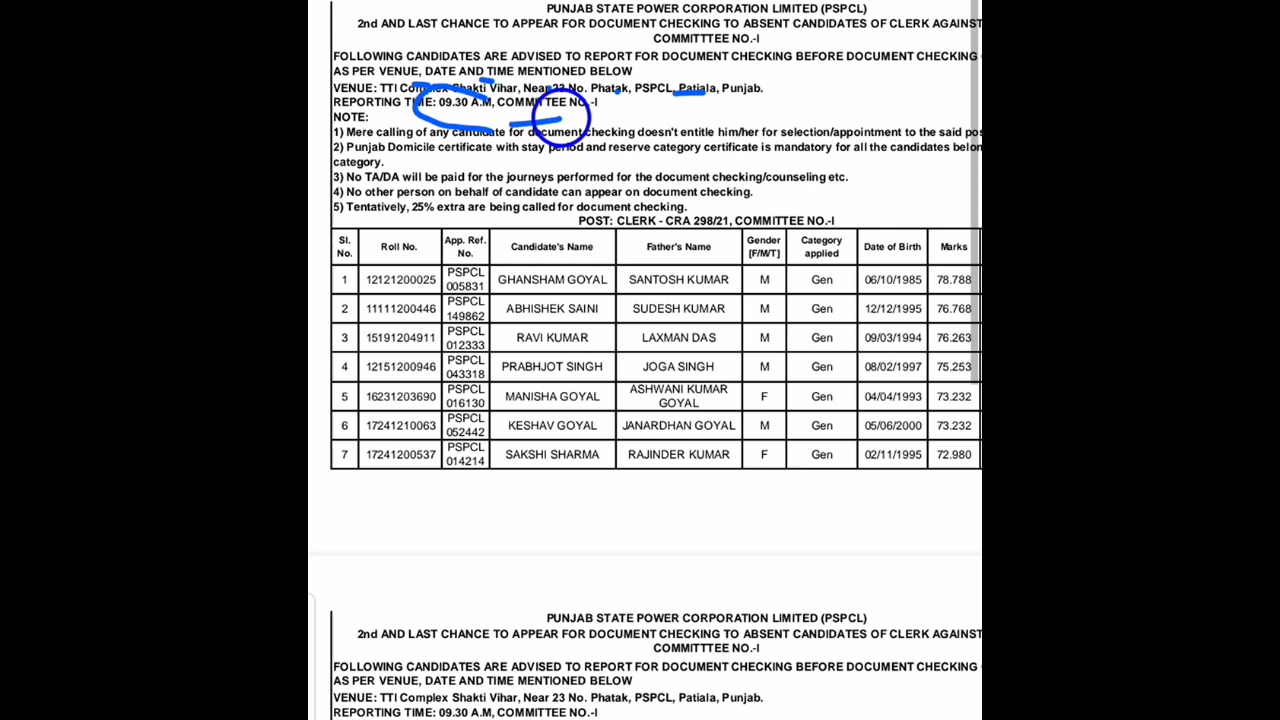 PUNJAB STATE POWER CORPORATION LIMITED (PSPCL)
2nd AND LAST CHANCE TO APPEAR FOR DOCUMENT CHECKING TO ABSENT CANDIDATES OF CLERK AGAINST
COMMITTTEE NO.-I
FOLLOWING CANDIDATES ARE ADVISED TO REPORT FOR DOCUMENT CHECKING BEFORE DOCUMENT CHECKING
AS PER VENUE, DATE AND TIME MENTIONED BELOW
VENUE: TTI Complex Shakti Vihar, Near 23 No. Phatak, PSPCL, Patiala, Punjab.
REPORTING TIME: 09.30 A.M, COMMITTEE NO.-I
NOTE:
1) Mere calling of any candidate for document checking doesn't entitle him/her for selection/appointment to the said
2) Punjab Domicile certificate with stay period and reserve category certificate is mandatory for all the candidates
category.
3) No TA/DA will be paid for the journeys performed for the document checking/counseling etc.
4) No other person on behalf of candidate can appear on document checking.
5) Tentatively, 25% extra are being called for document checking.
POST: CLERK - CRA 298/21, COMMITTEE NO.-I
Sl. No. Roll No. App. Ref. No. Candidate's Name Father's Name Gender [F/M/T] Category applied Date of Birth Marks
1 12121200025 PSPCL 005831 GHANSHAM GOYAL SANTOSH KUMAR M Gen 06/10/1985 78.788
2 11111200446 PSPCL 149862 ABHISHEK SAINI SUDESH KUMAR M Gen 12/12/1995 76.768
3 15191204911 PSPCL 012333 RAVI KUMAR LAXMAN DAS M Gen 09/03/1994 76.263
4 12151200946 PSPCL 043318 PRABHJOT SINGH JOGA SINGH M Gen 08/02/1997 75.253
5 16231203690 PSPCL 016130 MANISHA GOYAL ASHWANI KUMAR GOYAL F Gen 04/04/1993 73.232
6 17241210063 PSPCL 052442 KESHAV GOYAL JANARDHAN GOYAL M Gen 05/06/2000 73.232
7 17241200537 PSPCL 014214 SAKSHI SHARMA RAJINDER KUMAR F Gen 02/11/1995 72.980
PUNJAB STATE POWER CORPORATION LIMITED (PSPCL)
2nd AND LAST CHANCE TO APPEAR FOR DOCUMENT CHECKING TO ABSENT CANDIDATES OF CLERK AGAINST
COMMITTTEE NO.-I
FOLLOWING CANDIDATES ARE ADVISED TO REPORT FOR DOCUMENT CHECKING BEFORE DOCUMENT CHECKING
AS PER VENUE, DATE AND TIME MENTIONED BELOW
VENUE: TTI Complex Shakti Vihar, Near 23 No. Phatak, PSPCL, Patiala, Punjab.
REPORTING TIME: 09.30 A.M, COMMITTEE NO.-I